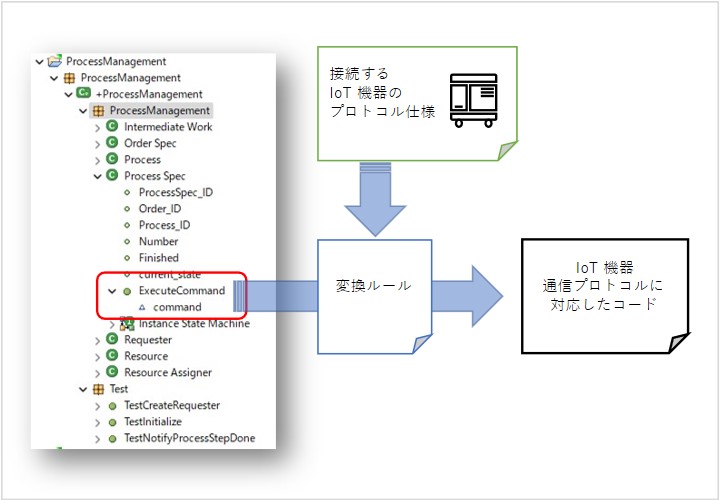 ProcessManagement
ProcessManagement
+ProcessManagement
ProcessManagement
Intermediate Work
Order Spec
Process
Process Spec
ProcessSpec_ID
Order_ID
Process_ID
Number
Finished
current_state
ExecuteCommand
command
Instance State Machine
Requester
Resource
Resource Assigner
Test
TestCreateRequester
TestInitialize
TestNotifyProcessStepDone
接続する
IoT 機器の
プロトコル仕様
変換ルール
IoT 機器
通信プロトコルに
対応したコード